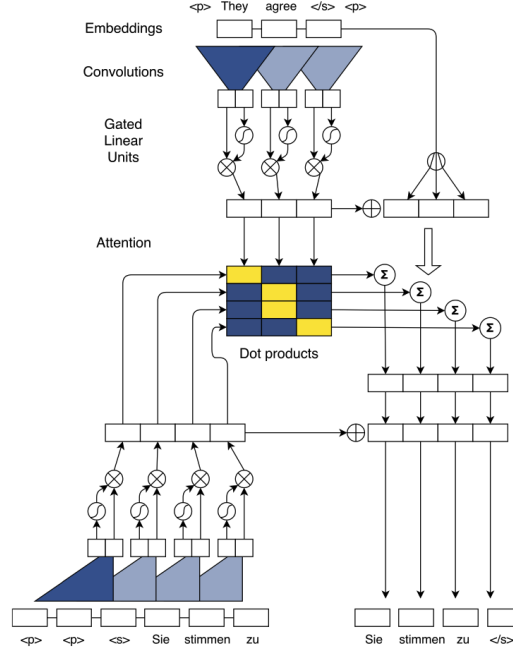 <p> They agree </s> <p>
Embeddings
Convolutions
Gated
Linear
Units
Attention
Σ
Σ
Σ
Σ
Dot products
<p> <p> <s> Sie stimmen zu
Sie stimmen zu </s>